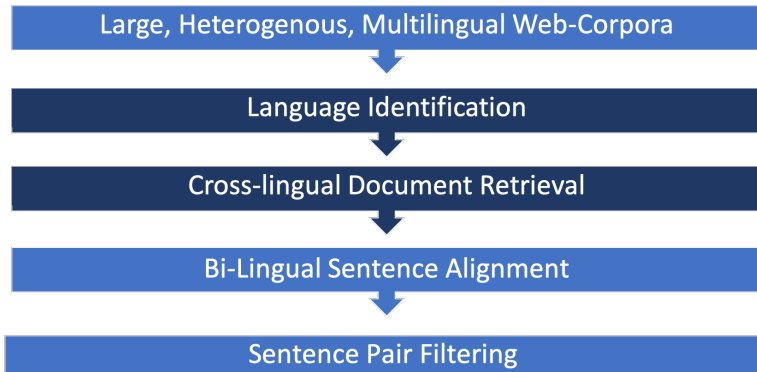 Large, Heterogenous, Multilingual Web-Corpora
Language Identification
Cross-lingual Document Retrieval
Bi-Lingual Sentence Alignment
Sentence Pair Filtering